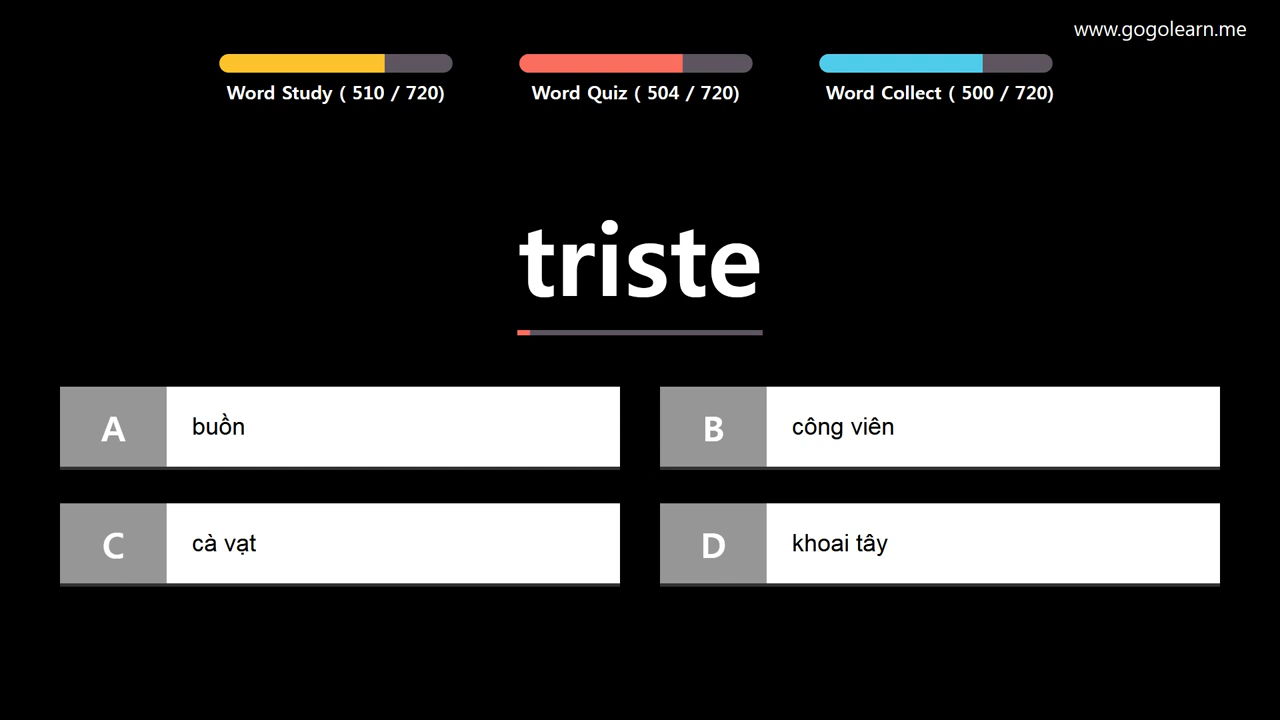 www.gogolearn.me
Word Study ( 510 / 720)
Word Quiz ( 504 / 720)
Word Collect ( 500 / 720)
triste
A
buồn
B
công viên
C
cà vạt
D
khoai tây